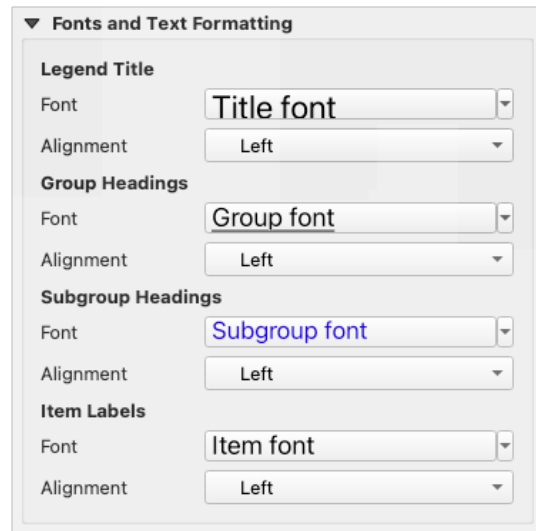 Fonts and Text Formatting
Legend Title
Font Title font
Alignment Left
Group Headings
Font Group font
Alignment Left
Subgroup Headings
Font Subgroup font
Alignment Left
Item Labels
Font Item font
Alignment Left